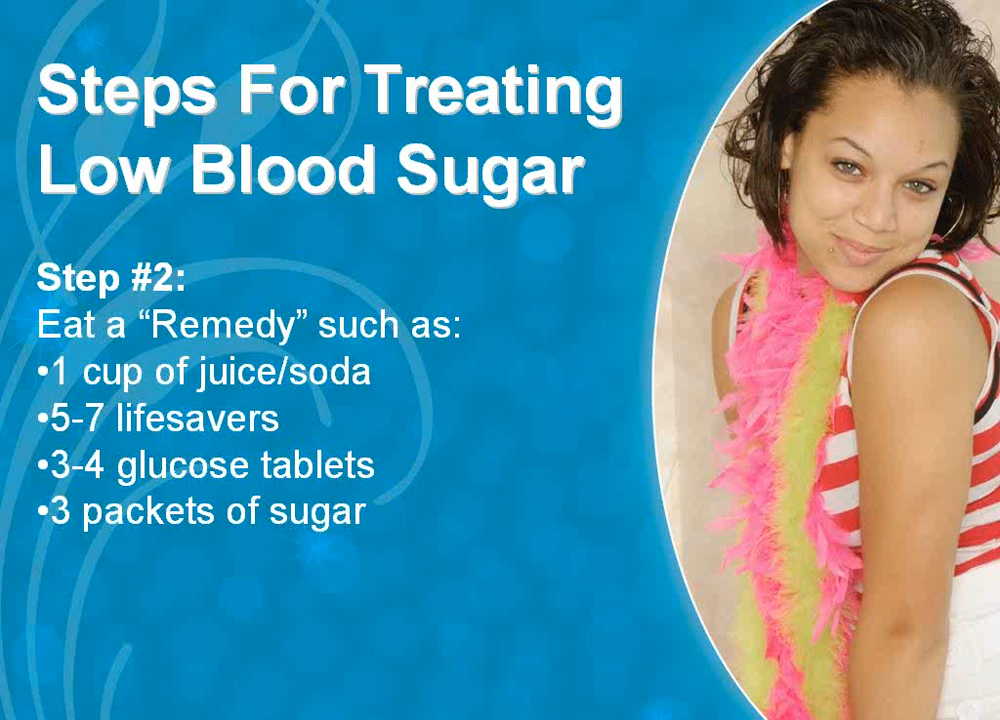 Steps For Treating
Low Blood Sugar
Step #2:
Eat a “Remedy” such as:
•1 cup of juice/soda
•5-7 lifesavers
•3-4 glucose tablets
•3 packets of sugar